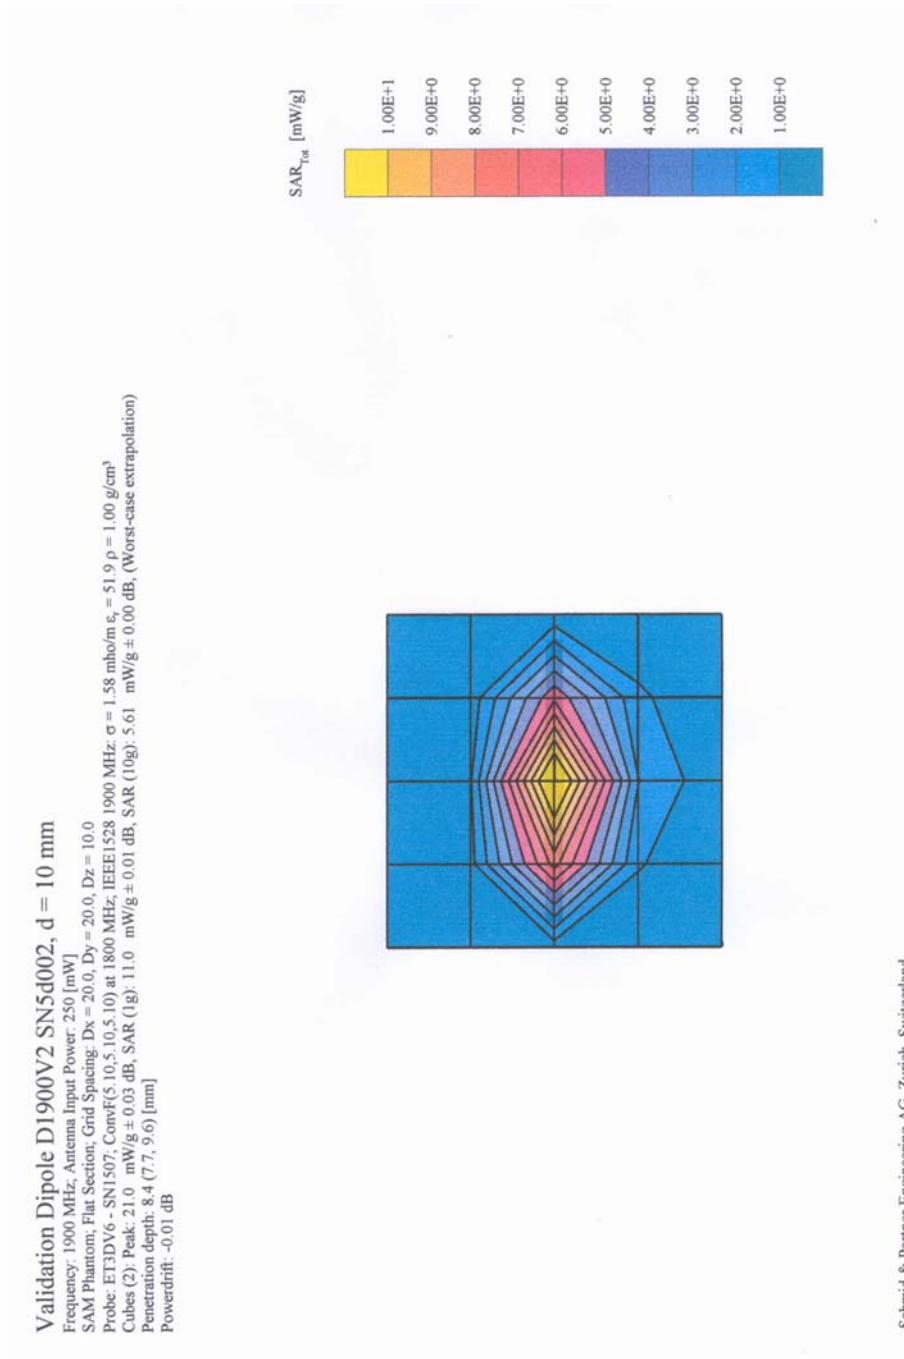 Validation Dipole D1900V2 SN5d002, d = 10 mm
Frequency: 1900 MHz; Antenna Input Power: 250 [mW]
SAM Phantom; Flat Section; Grid Spacing: Dx = 20.0, Dy = 20.0, Dz = 10.0
Probe: ET3DV6 - SN1507; ConvF(5.10,5.10,5.10) at 1800 MHz; IEEE1528 1900 MHz: σ = 1.58 mho/m εr = 51.9 ρ = 1.00 g/cm³
Cubes (2): Peak: 21.0 mW/g ± 0.03 dB, SAR (1g): 11.0 mW/g ± 0.01 dB, SAR (10g): 5.61 mW/g ± 0.00 dB, (Worst-case extrapolation)
Penetration depth: 8.4 (7.7, 9.6) [mm]
Powerdrift: -0.01 dB
SARTot [mW/g]
1.00E+1
9.00E+0
8.00E+0
7.00E+0
6.00E+0
5.00E+0
4.00E+0
3.00E+0
2.00E+0
1.00E+0
Schmid & Partner Engineering AG, Zurich, Switzerland